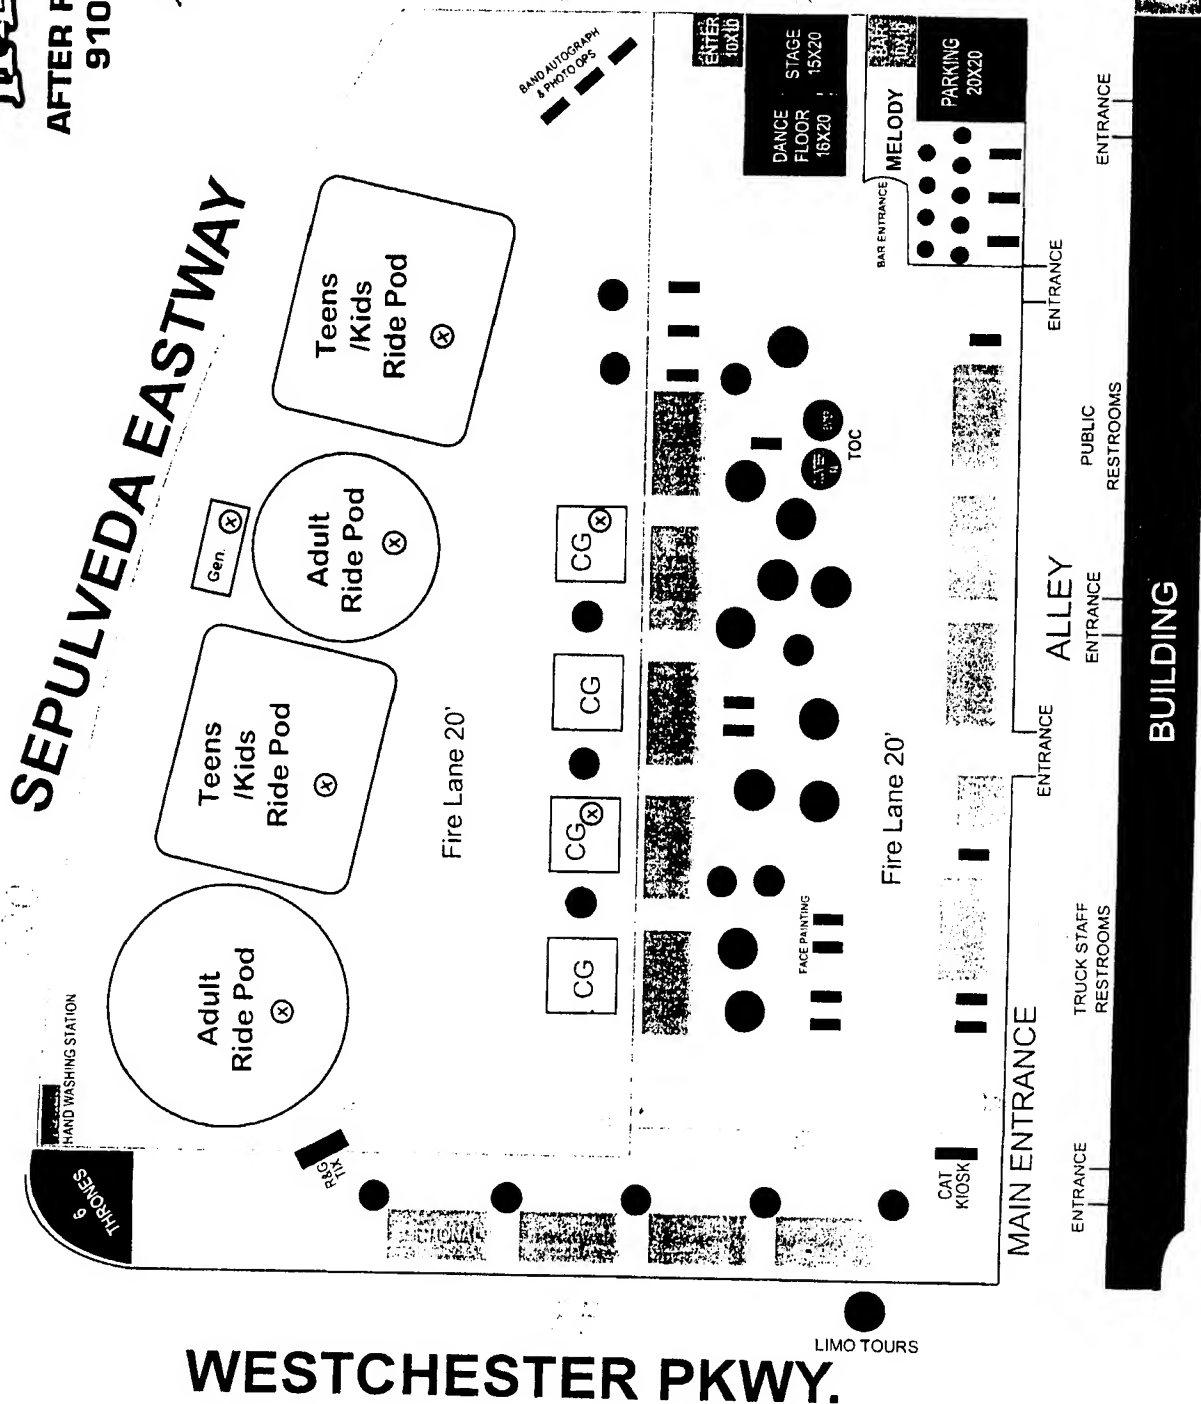 AFTER
910
SEPULVEDA EASTWAY
BAND AUTOGRAPH
& PHOTO OPS
ENTER
10X10
STAGE
15X20
DANCE
FLOOR
16X20
BAR
10X10
PARKING
20X20
MELODY
BAR ENTRANCE
ENTRANCE
ENTRANCE
Teens
/Kids
Ride Pod
X
Gen.
X
Adult
Ride Pod
X
Teens
/Kids
Ride Pod
X
Adult
Ride Pod
X
Fire Lane 20'
CG
X
CG
CG
X
CG
TOC
PUBLIC
RESTROOMS
ALLEY
ENTRANCE
BUILDING
ENTRANCE
Fire Lane 20'
FACE PAINTING
TRUCK STAFF
RESTROOMS
HAND WASHING STATION
6
THRONES
R&G
TIX
CAT
KIOSK
MAIN ENTRANCE
ENTRANCE
LIMO TOURS
WESTCHESTER PKWY.